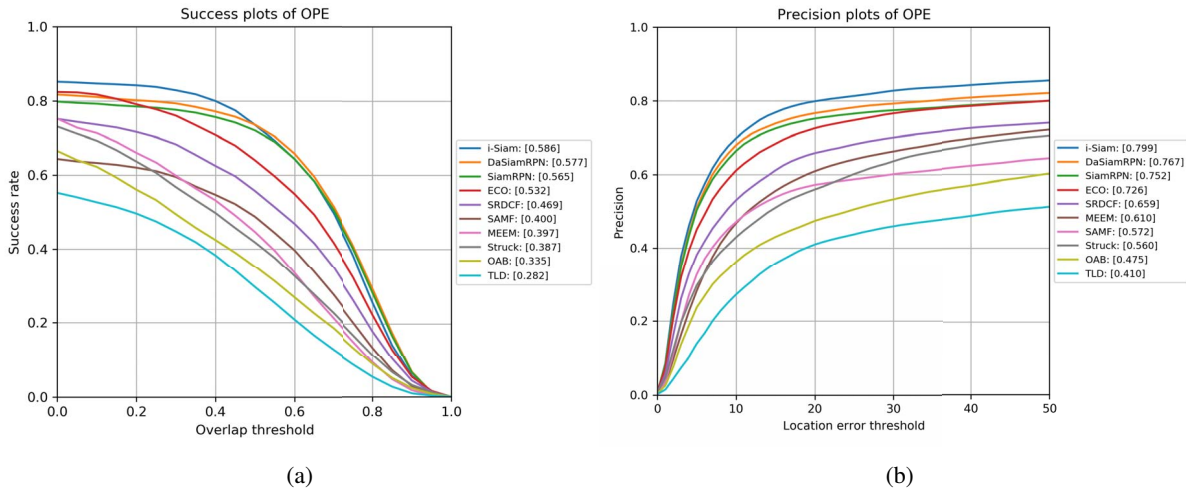 Success plots of OPE
1.0
0.8
0.6
0.4
0.2
0.0
Success rate
0.0 0.2 0.4 0.6 0.8 1.0
Overlap threshold
i-Siam: [0.586]
DaSiamRPN: [0.577]
SiamRPN: [0.565]
ECO: [0.532]
SRDCF: [0.469]
SAMF: [0.400]
MEEM: [0.397]
Struck: [0.387]
OAB: [0.335]
TLD: [0.282]
(a)
Precision plots of OPE
1.0
0.8
0.6
0.4
0.2
0.0
Precision
0 10 20 30 40 50
Location error threshold
i-Siam: [0.799]
DaSiamRPN: [0.767]
SiamRPN: [0.752]
ECO: [0.726]
SRDCF: [0.659]
MEEM: [0.610]
SAMF: [0.572]
Struck: [0.560]
OAB: [0.475]
TLD: [0.410]
(b)